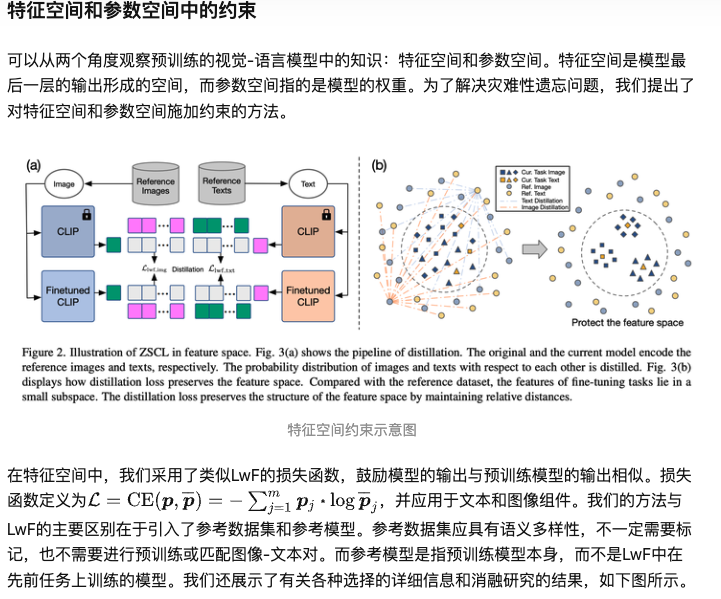 特征空间和参数空间中的约束
可以从两个角度观察预训练的视觉-语言模型中的知识：特征空间和参数空间。特征空间是模型最
后一层的输出形成的空间，而参数空间指的是模型的权重。为了解决灾难性遗忘问题，我们提出了
对特征空间和参数空间施加约束的方法。
(a)
Image
Reference Images
Reference Texts
Text
CLIP
CLIP
L_lwf.img Distillation L_lwf.txt
Finetuned CLIP
Finetuned CLIP
(b)
Cur. Task Image
Cur. Task Text
Ref. Image
Ref. Text
Text Distillation
Image Distillation
Protect the feature space
Figure 2. Illustration of ZSCL in feature space. Fig. 3(a) shows the pipeline of distillation. The original and the current model encode the
reference images and texts, respectively. The probability distribution of images and texts with respect to each other is distilled. Fig. 3(b)
displays how distillation loss preserves the feature space. Compared with the reference dataset, the features of fine-tuning tasks lie in a
small subspace. The distillation loss preserves the structure of the feature space by maintaining relative distances.
特征空间约束示意图
在特征空间中，我们采用了类似LwF的损失函数，鼓励模型的输出与预训练模型的输出相似。损失
函数定义为 L = CE(p, p̅) = −∑ᵐⱼ₌₁ pⱼ · log p̅ⱼ，并应用于文本和图像组件。我们的方法与
LwF的主要区别在于引入了参考数据集和参考模型。参考数据集应具有语义多样性，不一定需要标
记，也不需要进行预训练或匹配图像-文本对。而参考模型是指预训练模型本身，而不是LwF中在
先前任务上训练的模型。我们还展示了有关各种选择的详细信息和消融研究的结果，如下图所示。